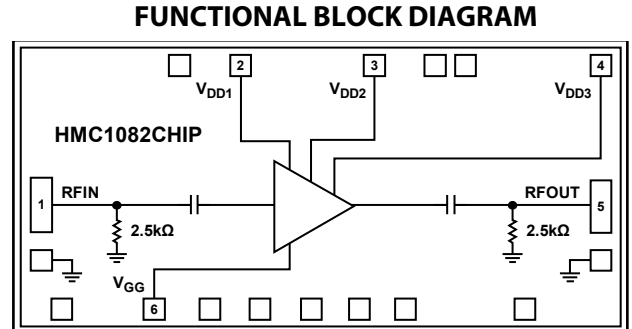 FUNCTIONAL BLOCK DIAGRAM
2 3 4
VDD1 VDD2 VDD3
HMC1082CHIP
1 RFIN RFOUT 5
2.5kΩ 2.5kΩ
VGG
6